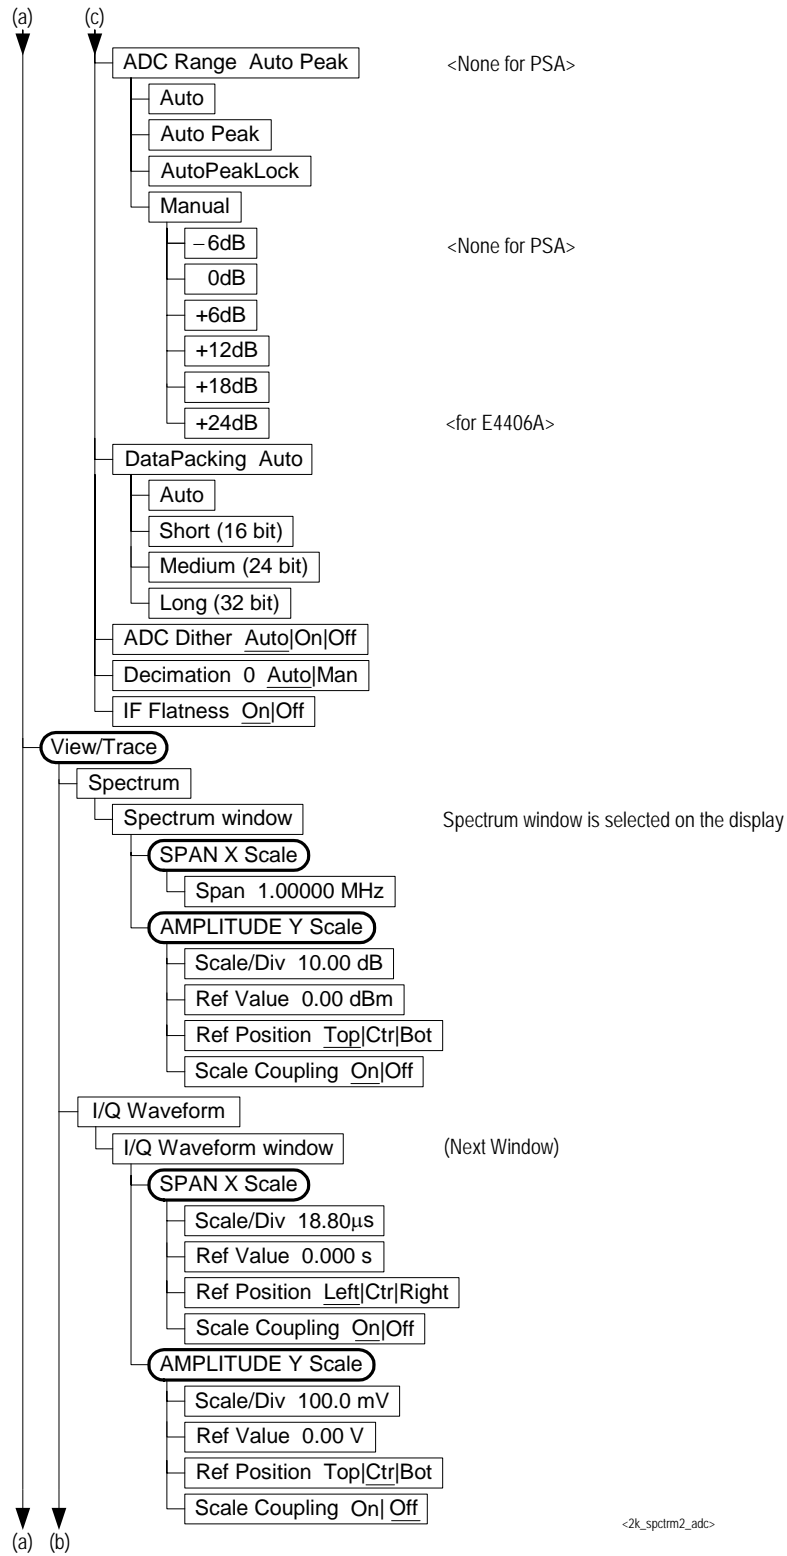 (a) (c)
ADC Range Auto Peak <None for PSA>
Auto
Auto Peak
AutoPeakLock
Manual
−6dB <None for PSA>
0dB
+6dB
+12dB
+18dB
+24dB <for E4406A>
DataPacking Auto
Auto
Short (16 bit)
Medium (24 bit)
Long (32 bit)
ADC Dither Auto|On|Off
Decimation 0 Auto|Man
IF Flatness On|Off
View/Trace
Spectrum
Spectrum window Spectrum window is selected on the display
SPAN X Scale
Span 1.00000 MHz
AMPLITUDE Y Scale
Scale/Div 10.00 dB
Ref Value 0.00 dBm
Ref Position Top|Ctr|Bot
Scale Coupling On|Off
I/Q Waveform
I/Q Waveform window (Next Window)
SPAN X Scale
Scale/Div 18.80µs
Ref Value 0.000 s
Ref Position Left|Ctr|Right
Scale Coupling On|Off
AMPLITUDE Y Scale
Scale/Div 100.0 mV
Ref Value 0.00 V
Ref Position Top|Ctr|Bot
Scale Coupling On| Off
<2k_spctrm2_adc>
(a) (b)